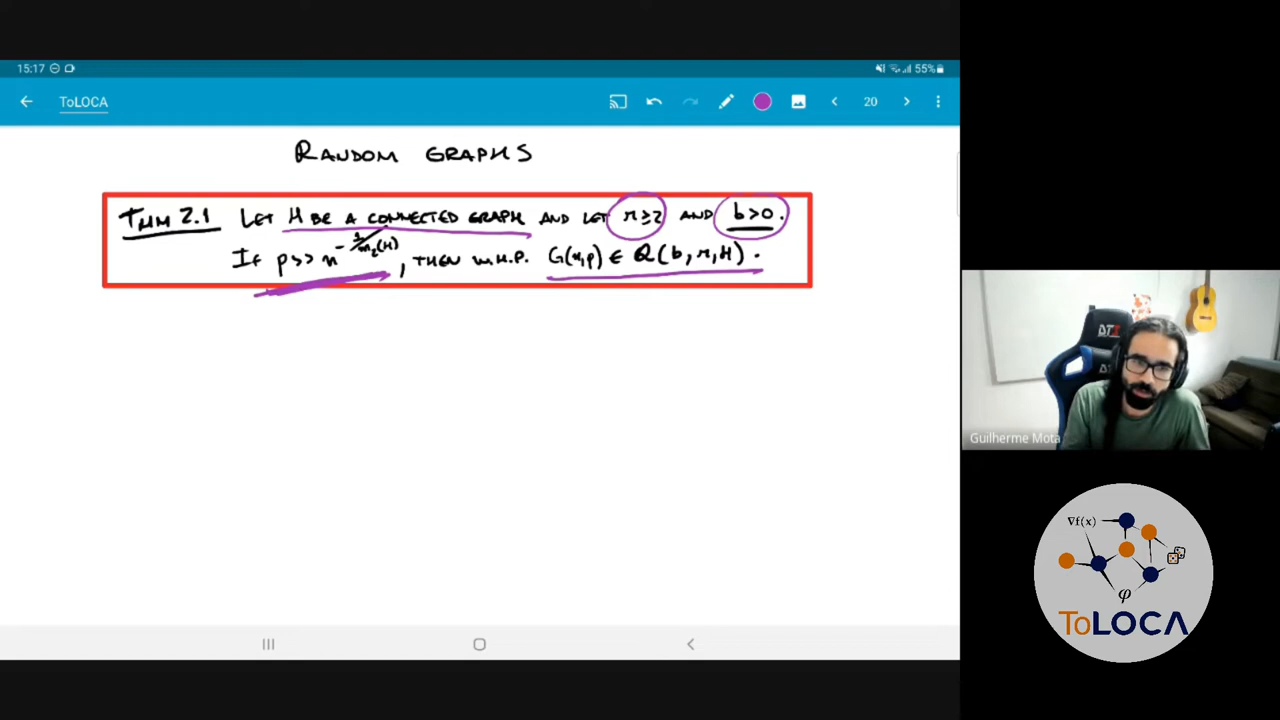 15:17
55%
ToLOCA
20
RANDOM GRAPHS
THM 2.1 LET H BE A CONNECTED GRAPH AND LET r≥2 AND b>0.
IF p>> n^{-1/m₂(H)}, THEN W.H.P. G(n,p) ∈ R(b,r,H).
DTS
Guilherme Mota
∇f(x)
φ
ToLOCA